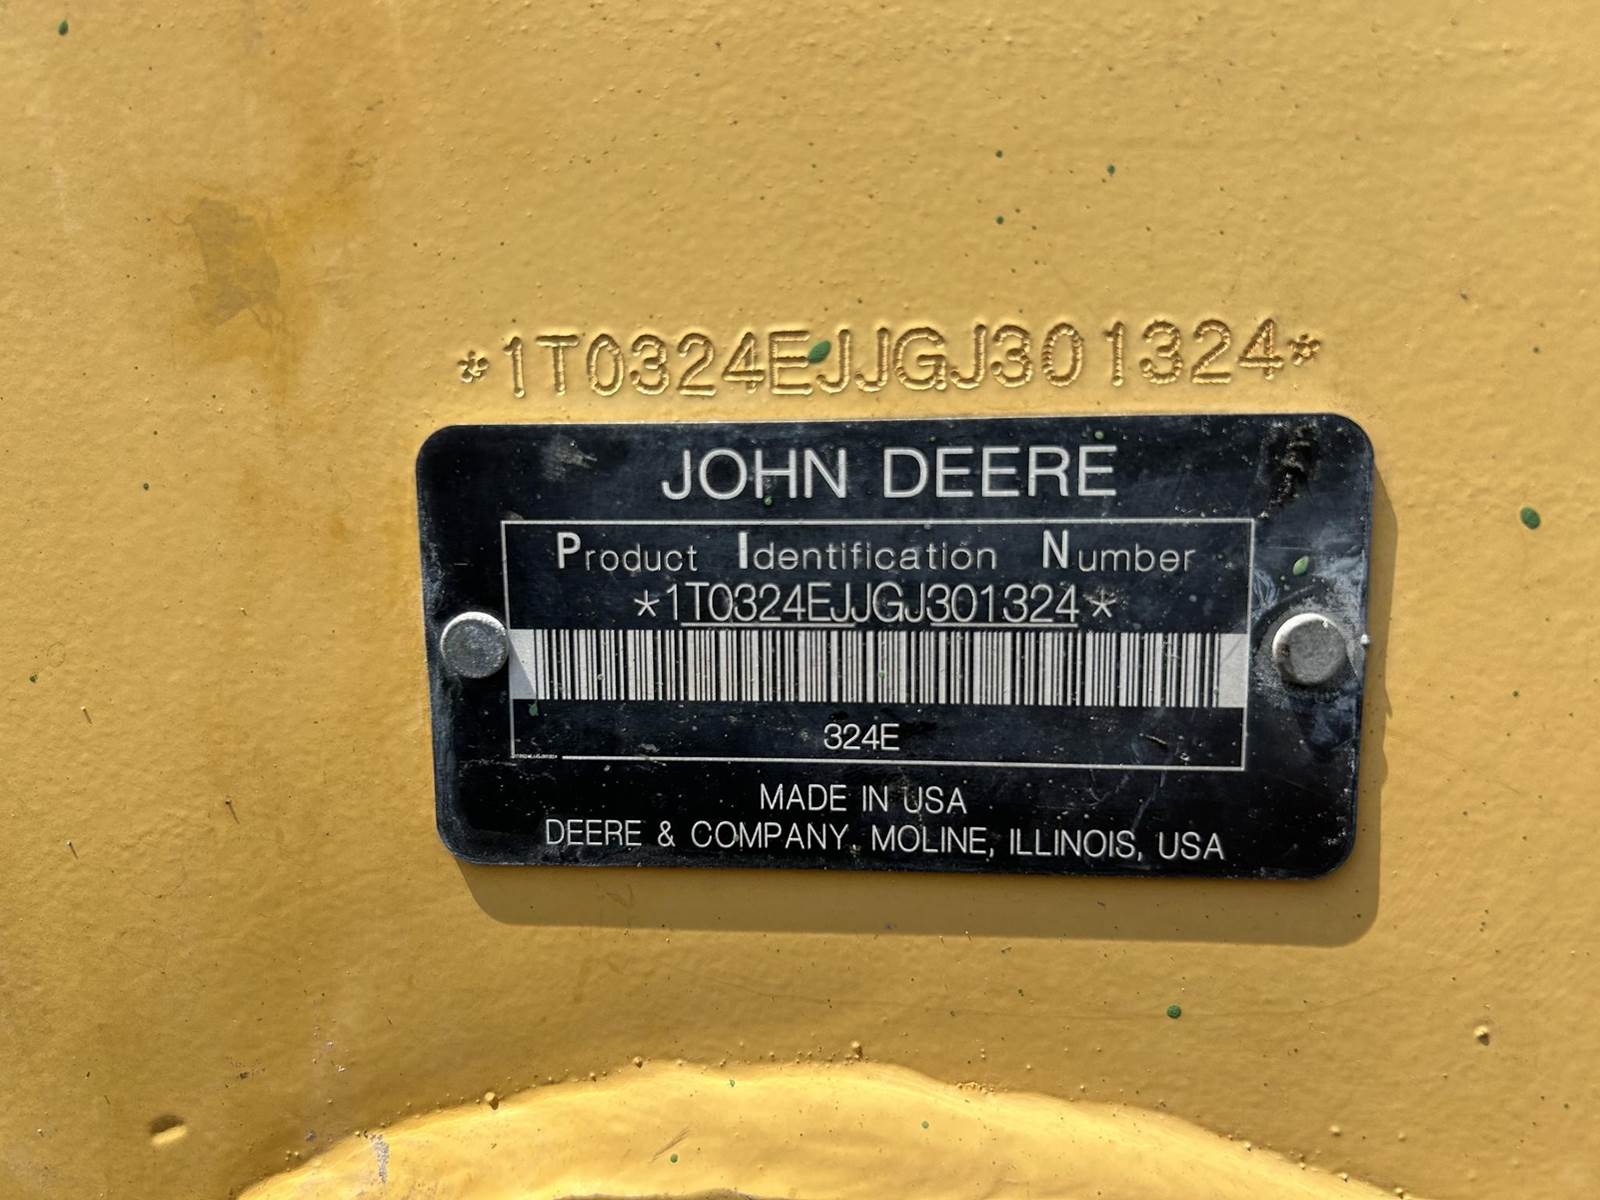 *1T0324EJJGJ301324*
JOHN DEERE
Product Identification Number
*1T0324EJJGJ301324*
324E
MADE IN USA
DEERE & COMPANY, MOLINE, ILLINOIS, USA